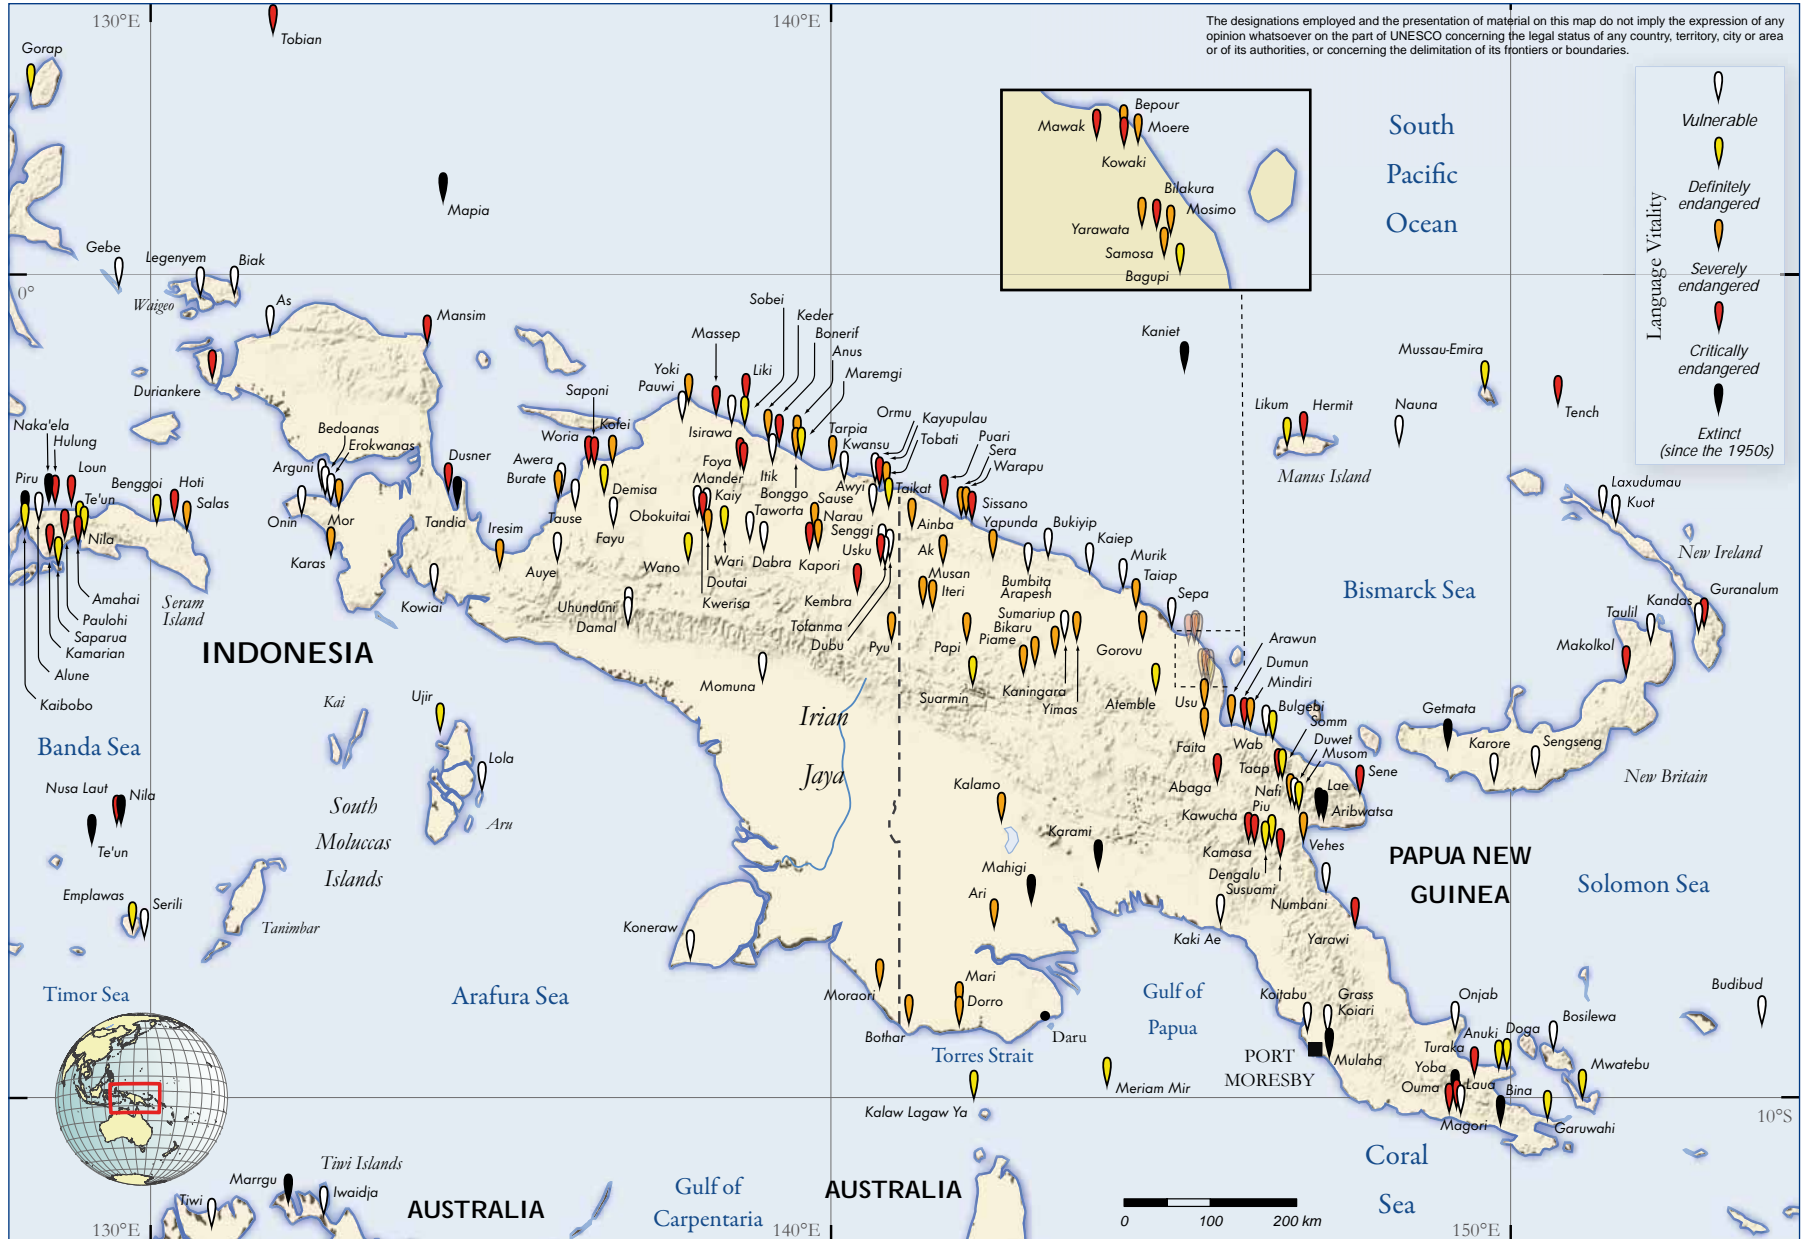 130°E
140°E
The designations employed and the presentation of material on this map do not imply the expression of any
opinion whatsoever on the part of UNESCO concerning the legal status of any country, territory, city or area
or of its authorities, or concerning the delimitation of its frontiers or boundaries.
Tobian
Gorap
Language Vitality
Vulnerable
Definitely
endangered
Severely
endangered
Critically
endangered
Extinct
(since the 1950s)
South
Pacific
Ocean
Bepour
Mawak
Moere
Kowaki
Bilakura
Mosimo
Yarawata
Samosa
Bagupi
Mapia
Gebe
Legenyem
Biak
0°
Waigeo
As
Mansim
Duriankere
Sobei
Keder
Bonerif
Anus
Maremgi
Massep
Liki
Yoki
Pauwi
Saponi
Kofei
Woria
Isirawa
Foya
Mander
Kaiy
Itik
Bonggo
Tarpia
Kwansu
Ormu
Kayupulau
Tobati
Puari
Sera
Warapu
Sissano
Taikat
Awyi
Kaniet
Mussau-Emira
Tench
Likum
Hermit
Nauna
Manus Island
Naka'ela
Hulung
Piru
Loun
Te'un
Nila
Benggoi
Hoti
Salas
Bedoanas
Erokwanas
Arguni
Onin
Mor
Karas
Dusner
Tandia
Iresim
Kowiai
Awera
Burate
Tause
Demisa
Fayu
Auye
Obokuitai
Wano
Wari
Doutai
Kwerisa
Taworta
Dabra
Sause
Narau
Senggi
Kapori
Usku
Kembra
Tofanma
Dubu
Pyu
Uhunduni
Damal
Momuna
Ainba
Ak
Yapunda
Bukiyip
Kaiep
Murik
Taiap
Sepa
Musan
Iteri
Bumbita
Arapesh
Sumariup
Bikaru
Piame
Papi
Suarmin
Kaningara
Yimas
Gorovu
Atemble
Amahai
Paulohi
Saparua
Kamarian
Alune
Kaibobo
Seram
Island
INDONESIA
Irian
Jaya
Bismarck Sea
Laxudumau
Kuot
New Ireland
Guranalum
Kandas
Taulil
Makolkol
Getmata
Karore
Sengseng
New Britain
Arawun
Dumun
Mindiri
Bulgebi
Somm
Duwet
Musom
Usu
Faita
Wab
Taap
Abaga
Nafi
Lae
Aribwatsa
Sene
Kawucha
Piu
Kamasa
Dengalu
Susuami
Vehes
Numbani
Yarawi
Kaki Ae
Banda Sea
Kai
Ujir
Lola
Aru
South
Moluccas
Islands
Nusa Laut
Nila
Te'un
Emplawas
Serili
Tanimbar
Timor Sea
Arafura Sea
Kalamo
Karami
Mahigi
Ari
Koneraw
Moraori
Bothar
Mari
Dorro
Daru
Torres Strait
Gulf of
Papua
PAPUA NEW
GUINEA
Solomon Sea
Koitabu
Grass
Koiari
PORT
MORESBY
Mulaha
Onjab
Anuki
Doga
Bosilewa
Budibud
Turaka
Yoba
Ouma
Laua
Bina
Magori
Mwatebu
Garuwahi
Kalaw Lagaw Ya
Meriam Mir
10°S
Coral
Sea
Tiwi Islands
Marrgu
Tiwi
Iwaidja
AUSTRALIA
Gulf of
Carpentaria
AUSTRALIA
0 100 200 km
130°E
140°E
150°E